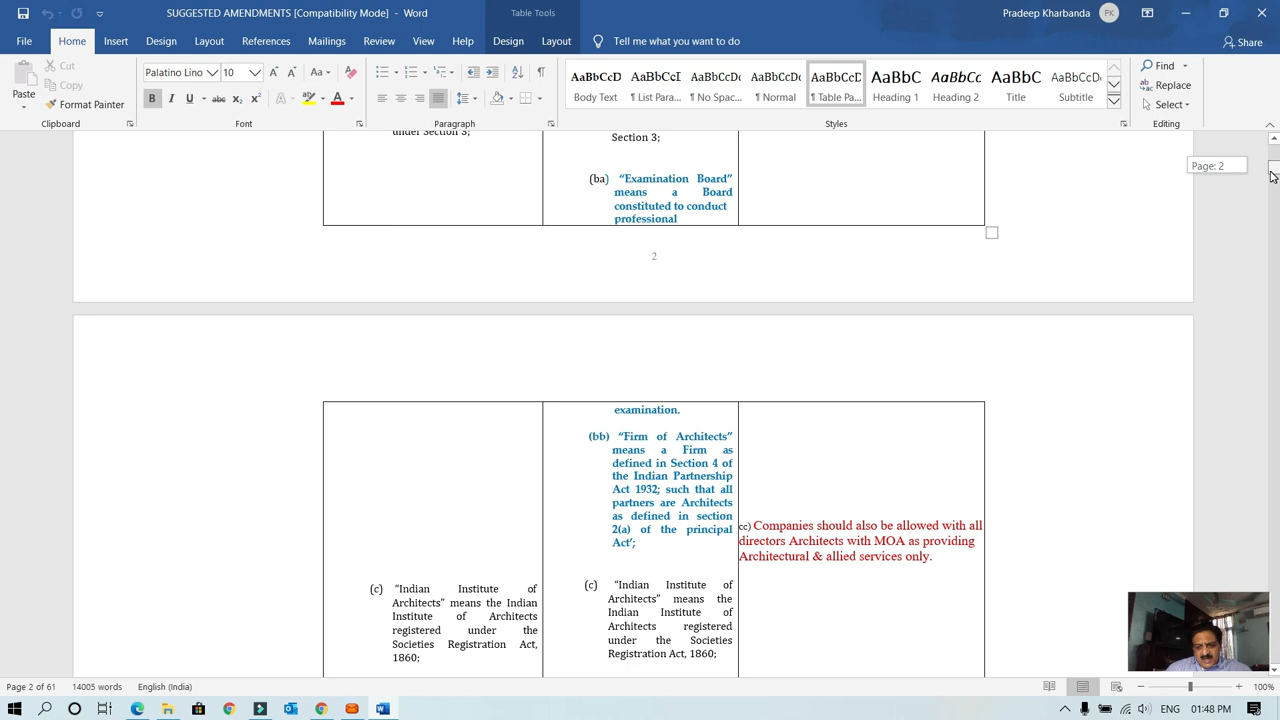 SUGGESTED AMENDMENTS [Compatibility Mode] - Word
Table Tools
Pradeep Kharbanda
File Home Insert Design Layout References Mailings Review View Help Design Layout Tell me what you want to do Share
Paste
Cut
Copy
Format Painter
Palatino Lino 10
AaBbCcD Body Text
AaBbCcI ¶ List Para...
AaBbCcDc ¶ No Spac...
AaBbCcDc ¶ Normal
AaBbCcD ¶ Table Pa...
AaBbC Heading 1
AaBbCc Heading 2
AaBbC Title
AaBbCcD Subtitle
Find
Replace
Select
Clipboard Font Paragraph Styles Editing
under Section 3;
Section 3;
Page: 2
(ba) “Examination Board”
means a Board
constituted to conduct
professional
2
examination.
(bb) “Firm of Architects”
means a Firm as
defined in Section 4 of
the Indian Partnership
Act 1932; such that all
partners are Architects
as defined in section
2(a) of the principal
Act’;
cc) Companies should also be allowed with all
directors Architects with MOA as providing
Architectural & allied services only.
(c) “Indian Institute of
Architects” means the Indian
Institute of Architects
registered under the
Societies Registration Act,
1860;
(c) “Indian Institute of
Architects” means the
Indian Institute of
Architects registered
under the Societies
Registration Act, 1860;
Page 2 of 61 14005 words English (India) 100%
ENG 01:48 PM